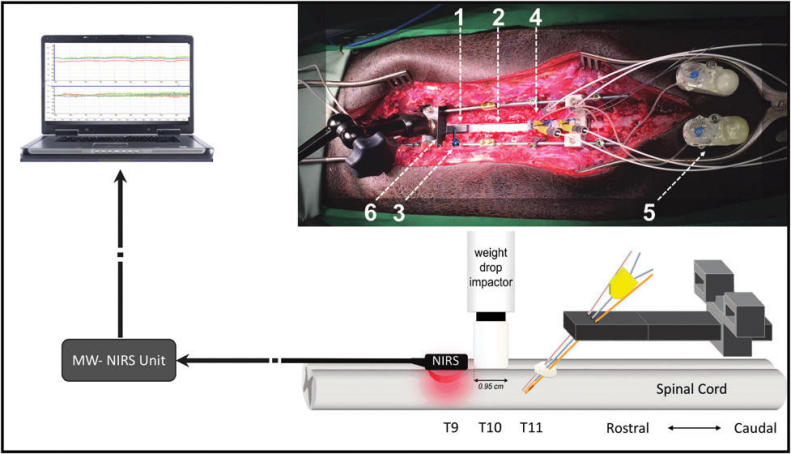 1
2
4
6
3
5
weight
drop
impactor
NIRS
MW- NIRS Unit
0.95 cm
Spinal Cord
T9
T10
T11
Rostral
Caudal